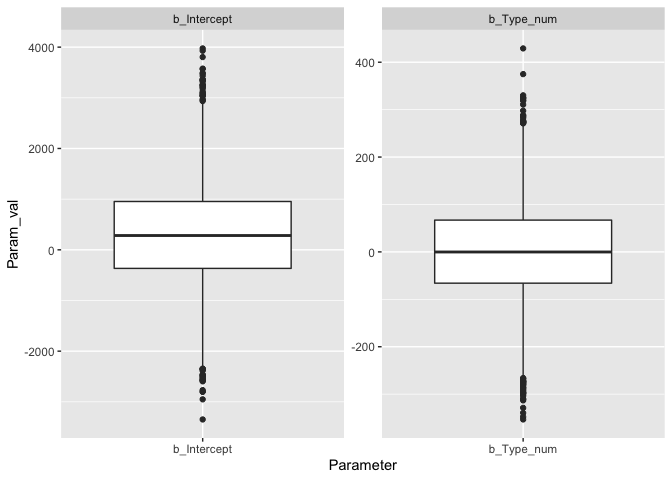 b_Intercept
b_Type_num
Param_val
4000
2000
0
-2000
400
200
0
-200
b_Intercept
b_Type_num
Parameter